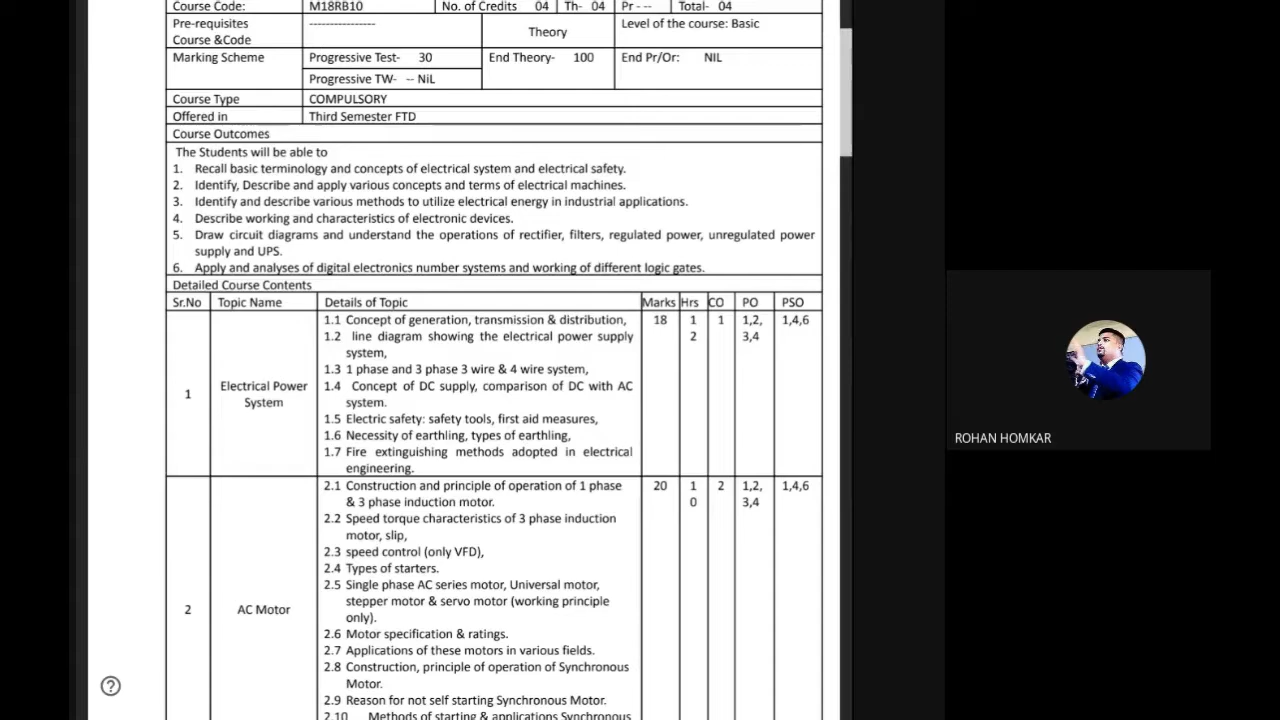 Course Code: M18RB10 No. of Credits 04 Th- 04 Pr - -- Total- 04
Pre-requisites Course &Code ---------------- Theory Level of the course: Basic
Marking Scheme Progressive Test- 30 End Theory- 100 End Pr/Or: NIL
Progressive TW- -- NiL
Course Type COMPULSORY
Offered in Third Semester FTD
Course Outcomes
The Students will be able to
1. Recall basic terminology and concepts of electrical system and electrical safety.
2. Identify, Describe and apply various concepts and terms of electrical machines.
3. Identify and describe various methods to utilize electrical energy in industrial applications.
4. Describe working and characteristics of electronic devices.
5. Draw circuit diagrams and understand the operations of rectifier, filters, regulated power, unregulated power
supply and UPS.
6. Apply and analyses of digital electronics number systems and working of different logic gates.
Detailed Course Contents
Sr.No Topic Name Details of Topic Marks Hrs CO PO PSO
1 Electrical Power System
1.1 Concept of generation, transmission & distribution, 18 12 1 1,2, 3,4 1,4,6
1.2 line diagram showing the electrical power supply
system,
1.3 1 phase and 3 phase 3 wire & 4 wire system,
1.4 Concept of DC supply, comparison of DC with AC
system.
1.5 Electric safety: safety tools, first aid measures,
1.6 Necessity of earthling, types of earthling,
1.7 Fire extinguishing methods adopted in electrical
engineering.
2 AC Motor
2.1 Construction and principle of operation of 1 phase 20 10 2 1,2, 3,4 1,4,6
& 3 phase induction motor.
2.2 Speed torque characteristics of 3 phase induction
motor, slip,
2.3 speed control (only VFD),
2.4 Types of starters.
2.5 Single phase AC series motor, Universal motor,
stepper motor & servo motor (working principle
only).
2.6 Motor specification & ratings.
2.7 Applications of these motors in various fields.
2.8 Construction, principle of operation of Synchronous
Motor.
2.9 Reason for not self starting Synchronous Motor.
2.10 Methods of starting & applications Synchronous
ROHAN HOMKAR